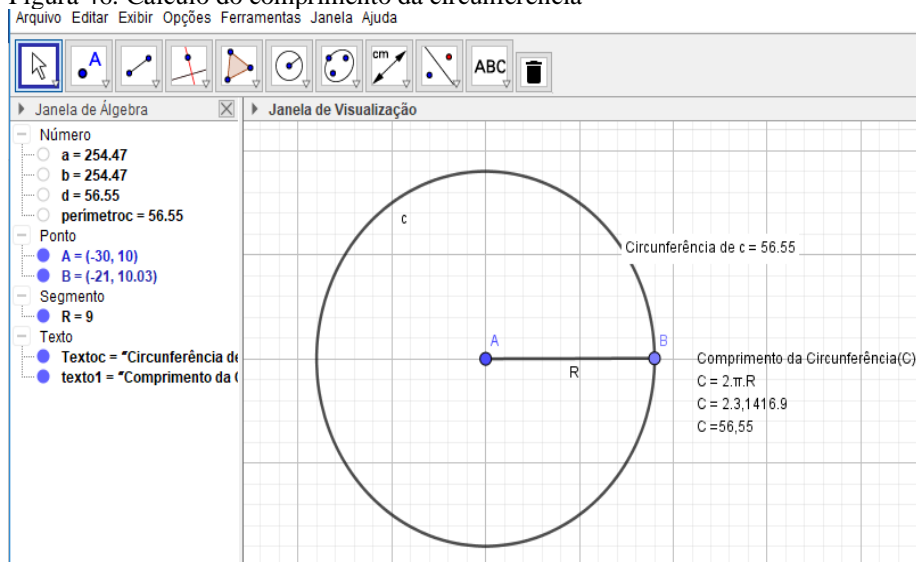 Figura 48. Cálculo do comprimento da circunferência
Arquivo Editar Exibir Opções Ferramentas Janela Ajuda
A
cm
ABC
Janela de Álgebra
Número
a = 254.47
b = 254.47
d = 56.55
perímetroc = 56.55
Ponto
A = (-30, 10)
B = (-21, 10.03)
Segmento
R = 9
Texto
Textoc = "Circunferência de
texto1 = "Comprimento da (
Janela de Visualização
c
Circunferência de c = 56.55
A
B
R
Comprimento da Circunferência(C)
C = 2.π.R
C = 2.3,1416.9
C =56,55